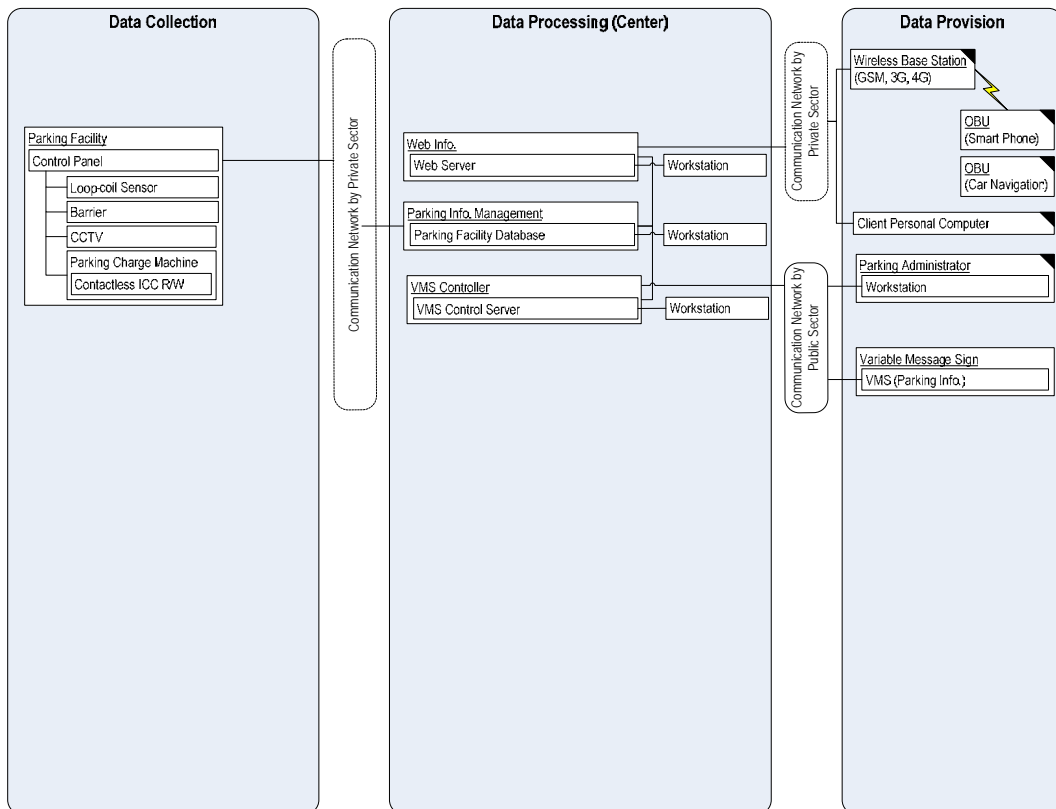 Data Collection
Parking Facility
Control Panel
Loop-coil Sensor
Barrier
CCTV
Parking Charge Machine
Contactless ICC R/W
Communication Network by Private Sector
Data Processing (Center)
Web Info.
Web Server
Workstation
Parking Info. Management
Parking Facility Database
Workstation
VMS Controller
VMS Control Server
Workstation
Communication Network by
Private Sector
Communication Network by
Public Sector
Data Provision
Wireless Base Station
(GSM, 3G, 4G)
OBU
(Smart Phone)
OBU
(Car Navigation)
Client Personal Computer
Parking Administrator
Workstation
Variable Message Sign
VMS (Parking Info.)